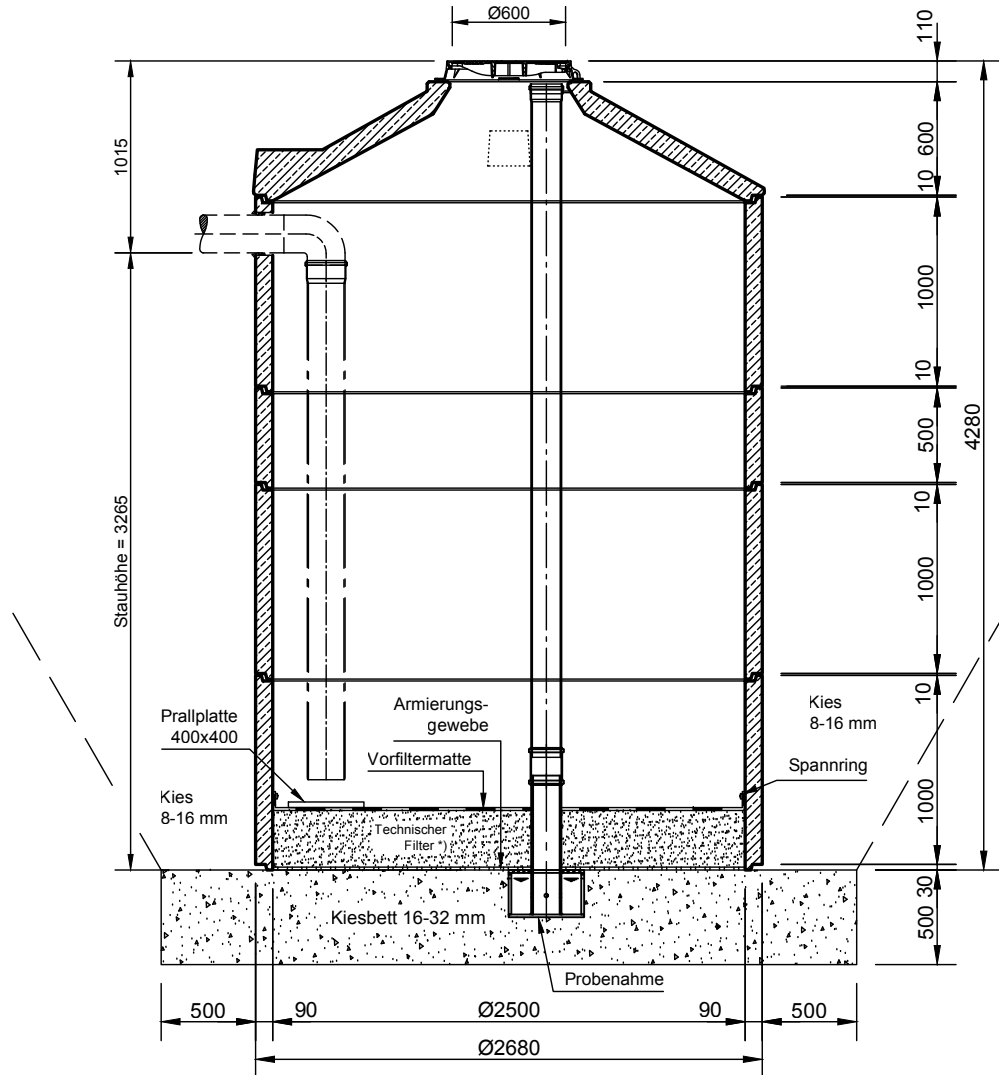 Ø600
110
1015
600
10
1000
10
500
4280
10
Stauhöhe = 3265
1000
10
Armierungs-
gewebe
Kies
8-16 mm
Prallplatte
400x400
Vorfiltermatte
Spannring
Kies
8-16 mm
1000
Technischer
Filter *)
30
Kiesbett 16-32 mm
500
Probenahme
500
90
Ø2500
90
500
Ø2680